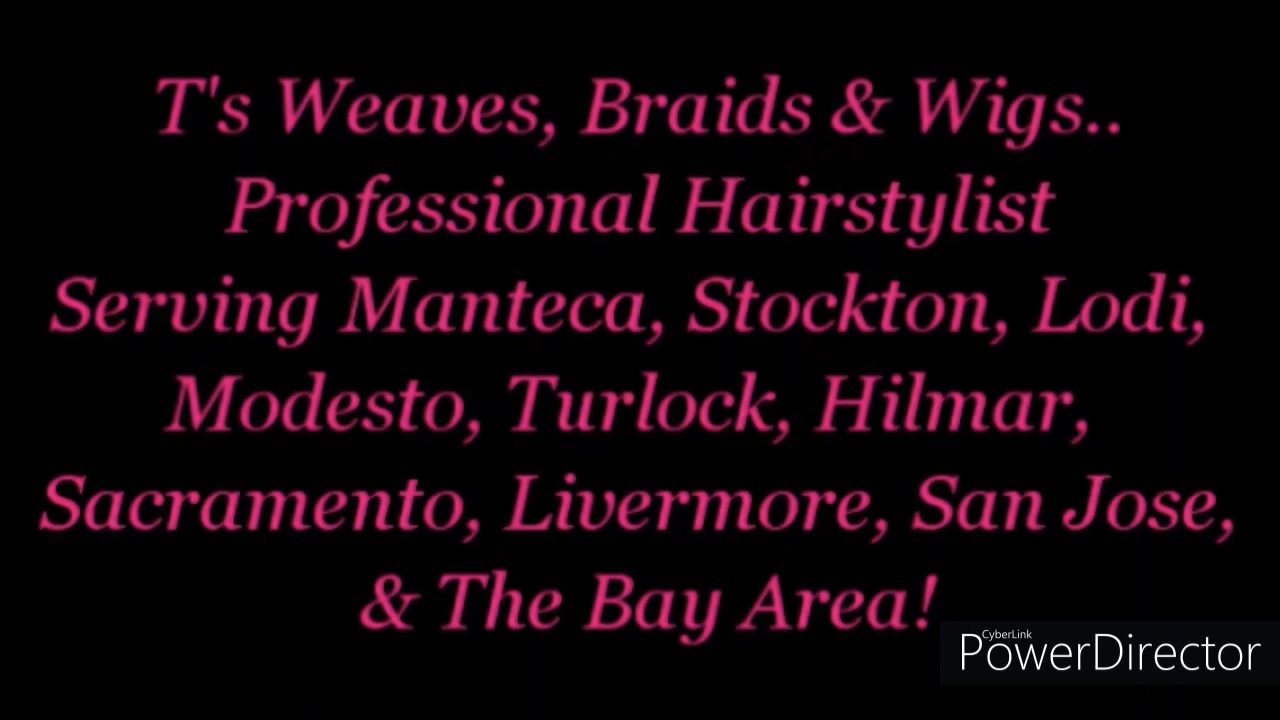 T's Weaves, Braids & Wigs..
Professional Hairstylist
Serving Manteca, Stockton, Lodi,
Modesto, Turlock, Hilmar,
Sacramento, Livermore, San Jose,
& The Bay Area!
CyberLink
PowerDirector